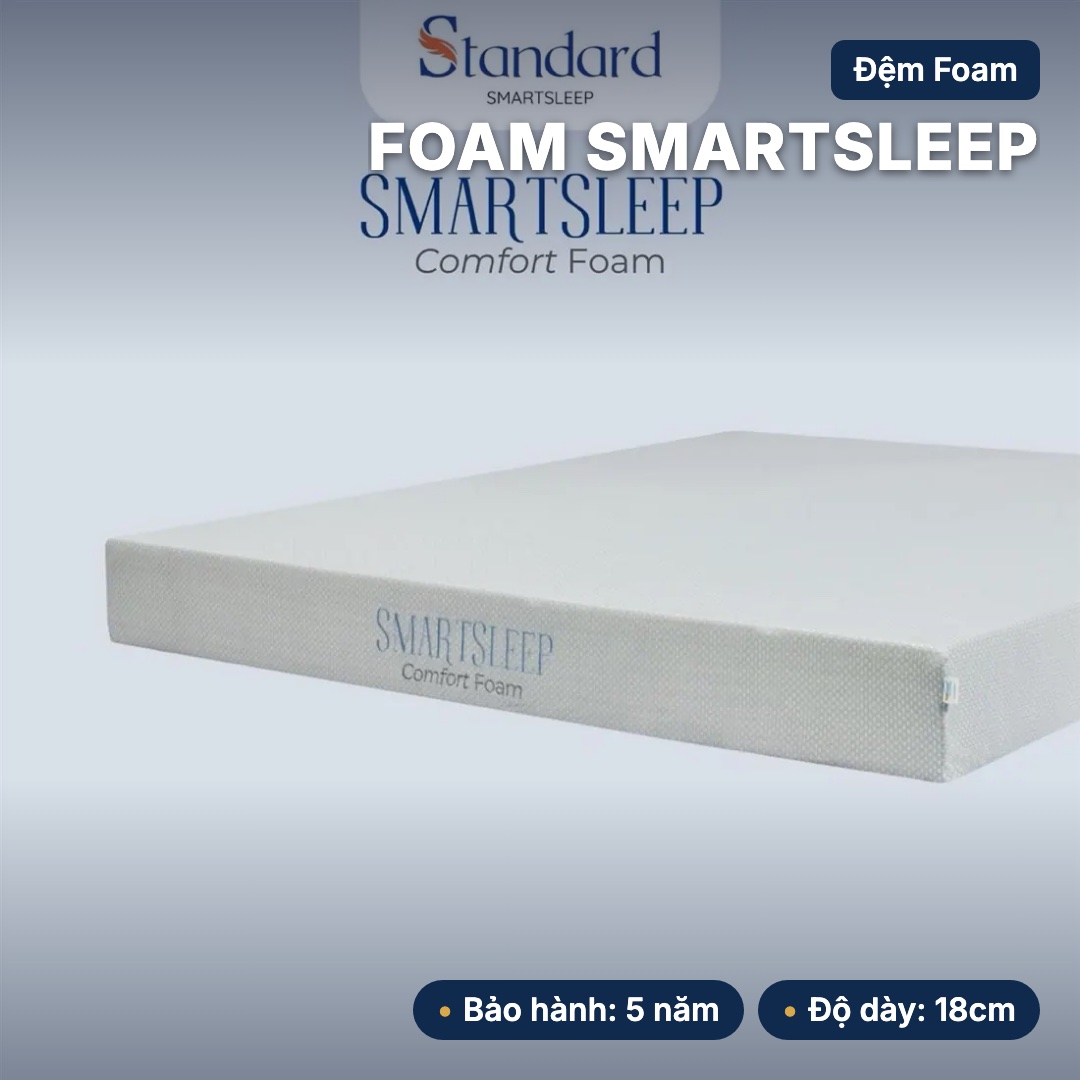 Standard
SMARTSLEEP
Đệm Foam
FOAM SMARTSLEEP
SMARTSLEEP
Comfort Foam
SMARTSLEEP
Comfort Foam
• Bảo hành: 5 năm
• Độ dày: 18cm